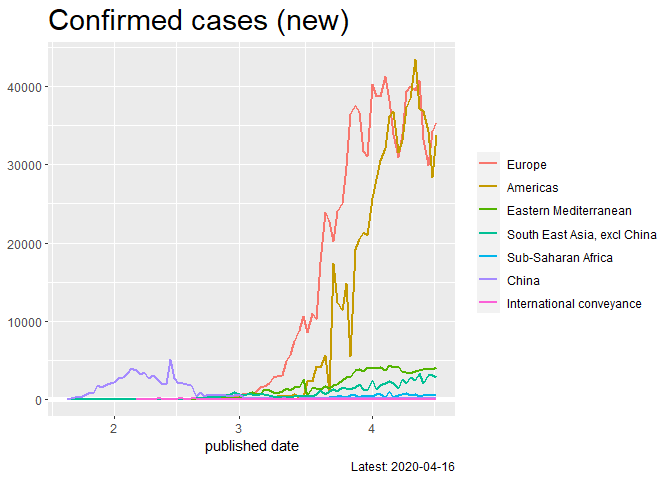 Confirmed cases (new)
40000
30000
20000
10000
0
2 3 4
published date
Europe
Americas
Eastern Mediterranean
South East Asia, excl China
Sub-Saharan Africa
China
International conveyance
Latest: 2020-04-16